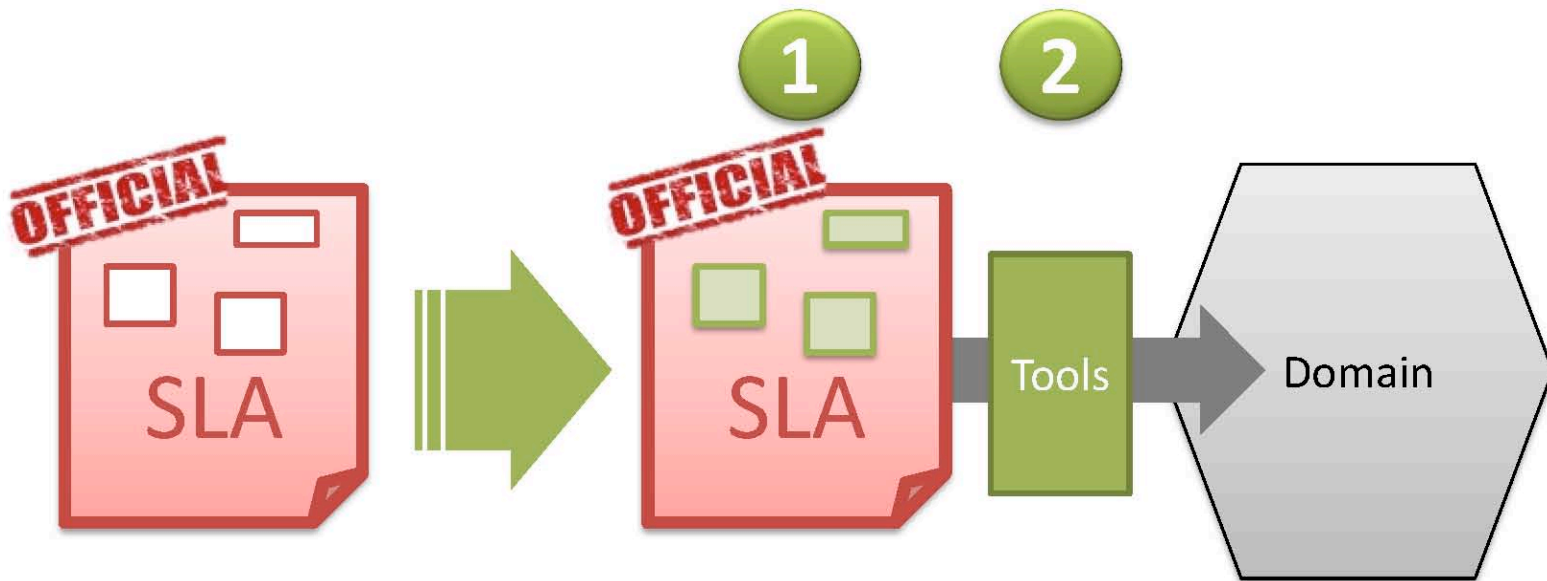 1
2
OFFICIAL
OFFICIAL
SLA
SLA
Tools
Domain